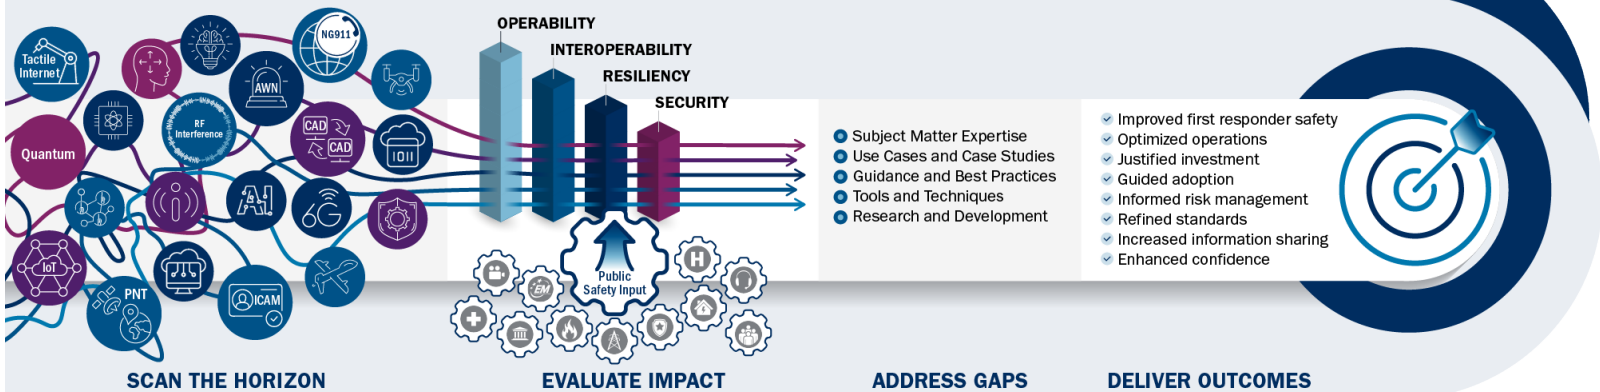 Tactile
Internet
NG911
AWN
RF
Interference
CAD
CAD
1011
Quantum
AI
6G
IoT
PNT
ICAM
SCAN THE HORIZON
OPERABILITY
INTEROPERABILITY
RESILIENCY
SECURITY
Public
Safety Input
EM
H
EVALUATE IMPACT
Subject Matter Expertise
Use Cases and Case Studies
Guidance and Best Practices
Tools and Techniques
Research and Development
ADDRESS GAPS
Improved first responder safety
Optimized operations
Justified investment
Guided adoption
Informed risk management
Refined standards
Increased information sharing
Enhanced confidence
DELIVER OUTCOMES